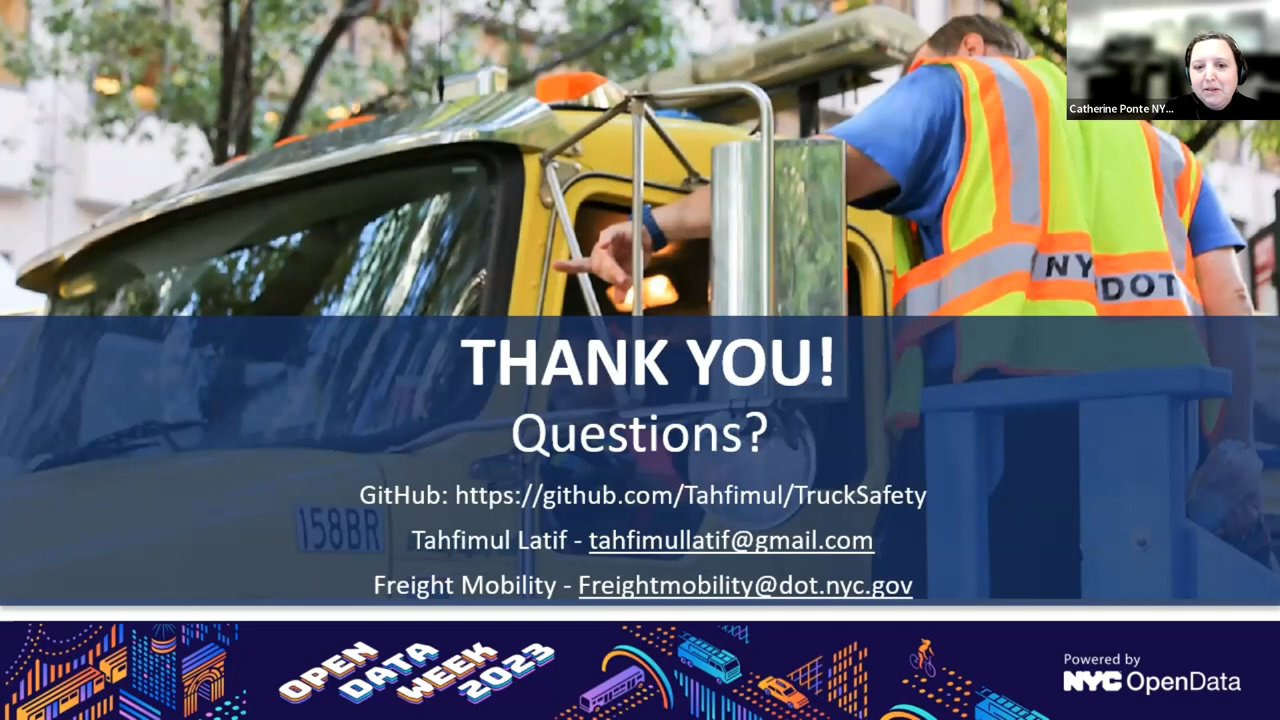 Catherine Ponte NY...
NY
DOT
THANK YOU!
Questions?
GitHub: https://github.com/Tahfimul/TruckSafety
158BR
Tahfimul Latif - tahfimullatif@gmail.com
Freight Mobility - Freightmobility@dot.nyc.gov
OPEN
DATA
WEEK
2023
Powered by
NYC OpenData